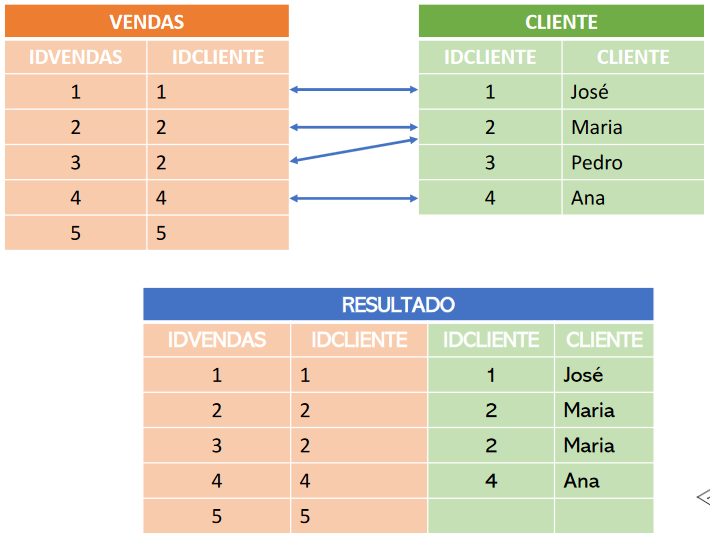 VENDAS
IDVENDAS IDCLIENTE
1 1
2 2
3 2
4 4
5 5
CLIENTE
IDCLIENTE CLIENTE
1 José
2 Maria
3 Pedro
4 Ana
RESULTADO
IDVENDAS IDCLIENTE IDCLIENTE CLIENTE
1 1 1 José
2 2 2 Maria
3 2 2 Maria
4 4 4 Ana
5 5